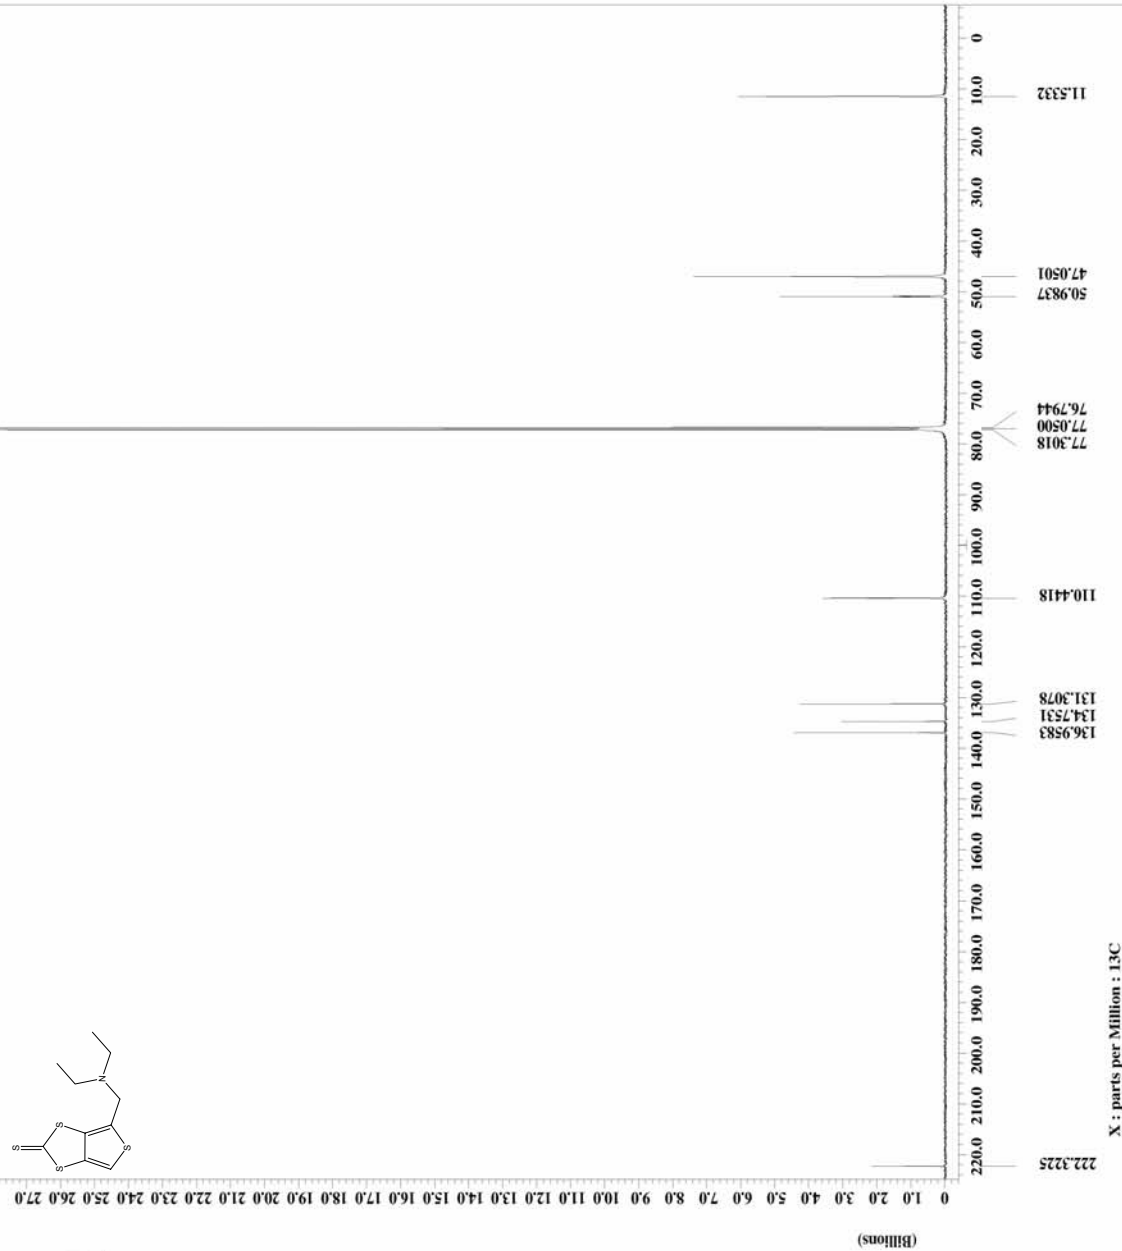 (Billions)
27.0 26.0 25.0 24.0 23.0 22.0 21.0 20.0 19.0 18.0 17.0 16.0 15.0 14.0 13.0 12.0 11.0 10.0 9.0 8.0 7.0 6.0 5.0 4.0 3.0 2.0 1.0 0
S
S
S
S
N
220.0 210.0 200.0 190.0 180.0 170.0 160.0 150.0 140.0 130.0 120.0 110.0 100.0 90.0 80.0 70.0 60.0 50.0 40.0 30.0 20.0 10.0 0
222.3225
136.9583
134.7531
131.3078
110.4418
77.3018
77.0500
76.7944
50.9837
47.0501
11.5332
X : parts per Million : 13C